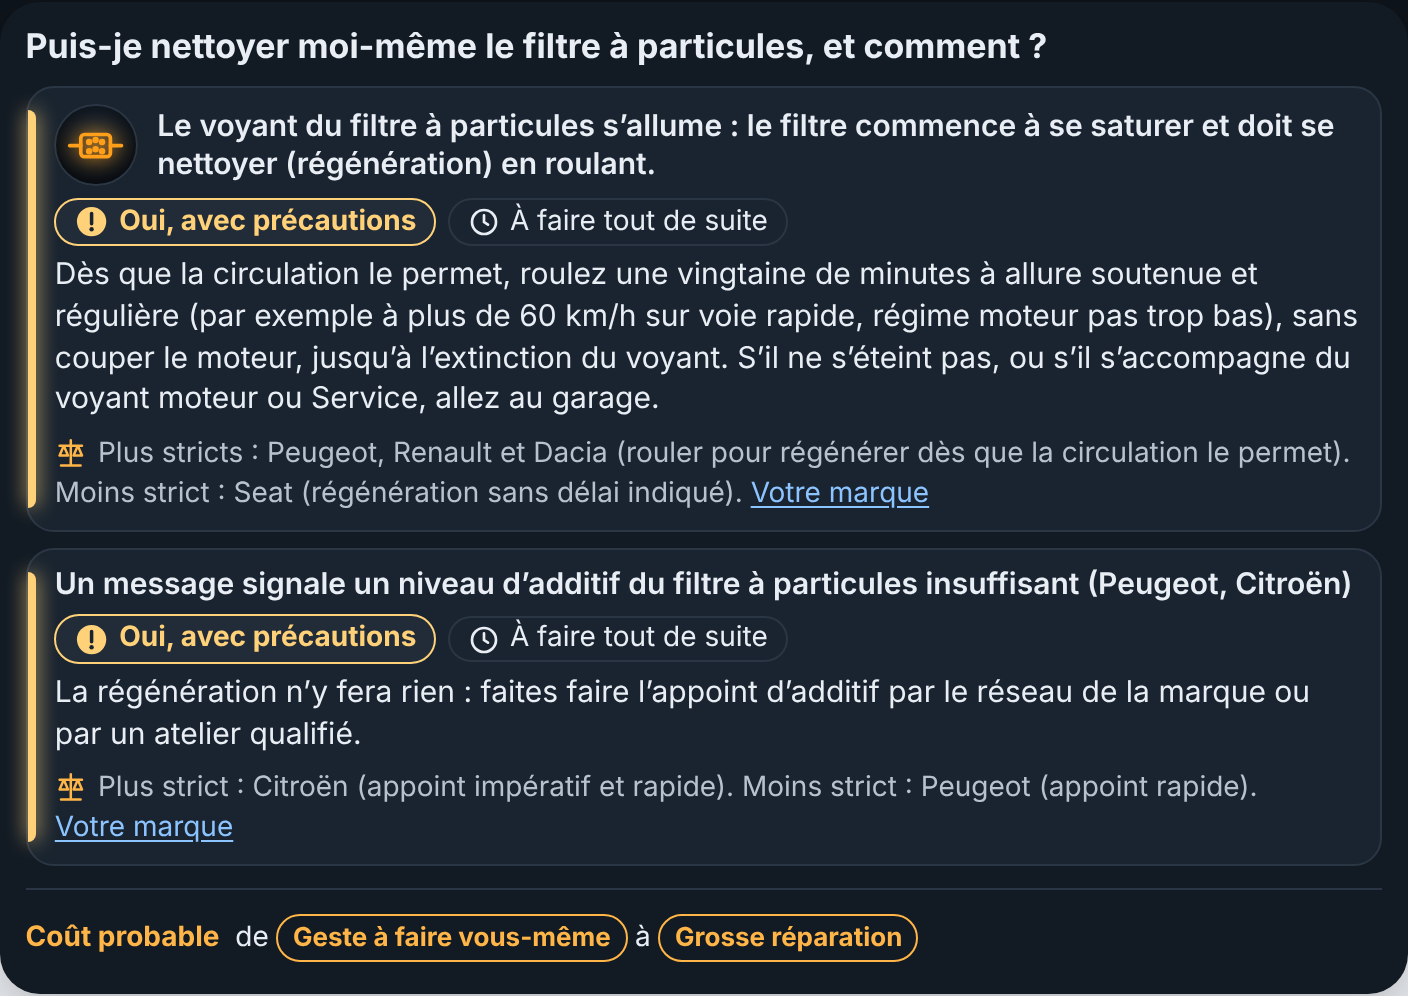 Puis-je nettoyer moi-même le filtre à particules, et comment ?
Le voyant du filtre à particules s’allume : le filtre commence à se saturer et doit se
nettoyer (régénération) en roulant.
Oui, avec précautions
À faire tout de suite
Dès que la circulation le permet, roulez une vingtaine de minutes à allure soutenue et
régulière (par exemple à plus de 60 km/h sur voie rapide, régime moteur pas trop bas), sans
couper le moteur, jusqu’à l’extinction du voyant. S’il ne s’éteint pas, ou s’il s’accompagne du
voyant moteur ou Service, allez au garage.
Plus stricts : Peugeot, Renault et Dacia (rouler pour régénérer dès que la circulation le permet).
Moins strict : Seat (régénération sans délai indiqué). Votre marque
Un message signale un niveau d’additif du filtre à particules insuffisant (Peugeot, Citroën)
Oui, avec précautions
À faire tout de suite
La régénération n’y fera rien : faites faire l’appoint d’additif par le réseau de la marque ou
par un atelier qualifié.
Plus strict : Citroën (appoint impératif et rapide). Moins strict : Peugeot (appoint rapide).
Votre marque
Coût probable de Geste à faire vous-même à Grosse réparation